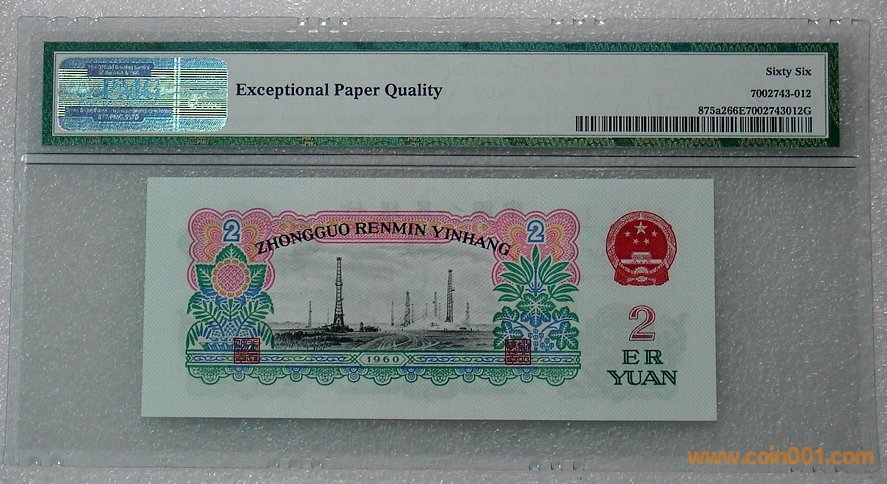 Exceptional Paper Quality
Sixty Six
7002743-012
875a266E7002743012G
2
2
ZHONGGUO RENMIN YINHANG
1960
2
ER
YUAN
www.coin001.com